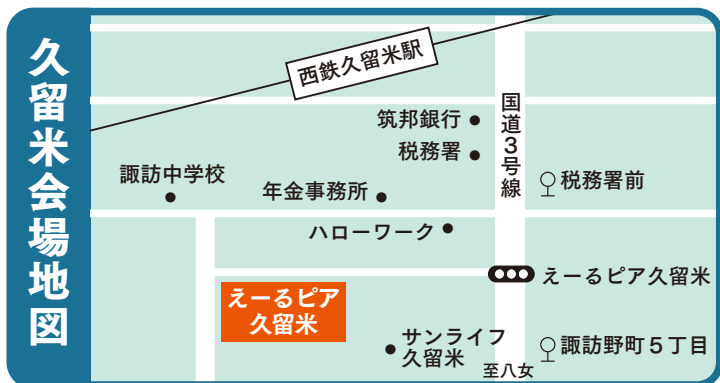 久留米会場地図
西鉄久留米駅
国道3号線
筑邦銀行
税務署
諏訪中学校
年金事務所
税務署前
ハローワーク
えーるピア久留米
えーるピア
久留米
サンライフ
久留米
諏訪野町5丁目
至八女